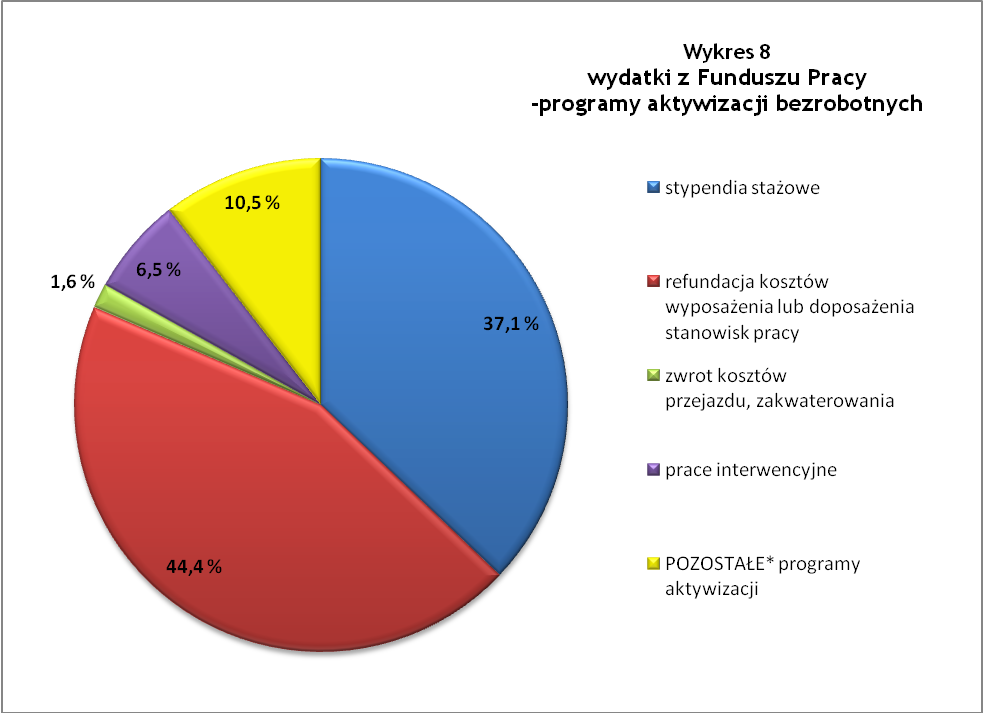 Wykres 8
wydatki z Funduszu Pracy
-programy aktywizacji bezrobotnych
10,5 %
6,5 %
1,6 %
37,1 %
44,4 %
stypendia stażowe
refundacja kosztów
wyposażenia lub doposażenia
stanowisk pracy
zwrot kosztów
przejazdu, zakwaterowania
prace interwencyjne
POZOSTAŁE* programy
aktywizacji